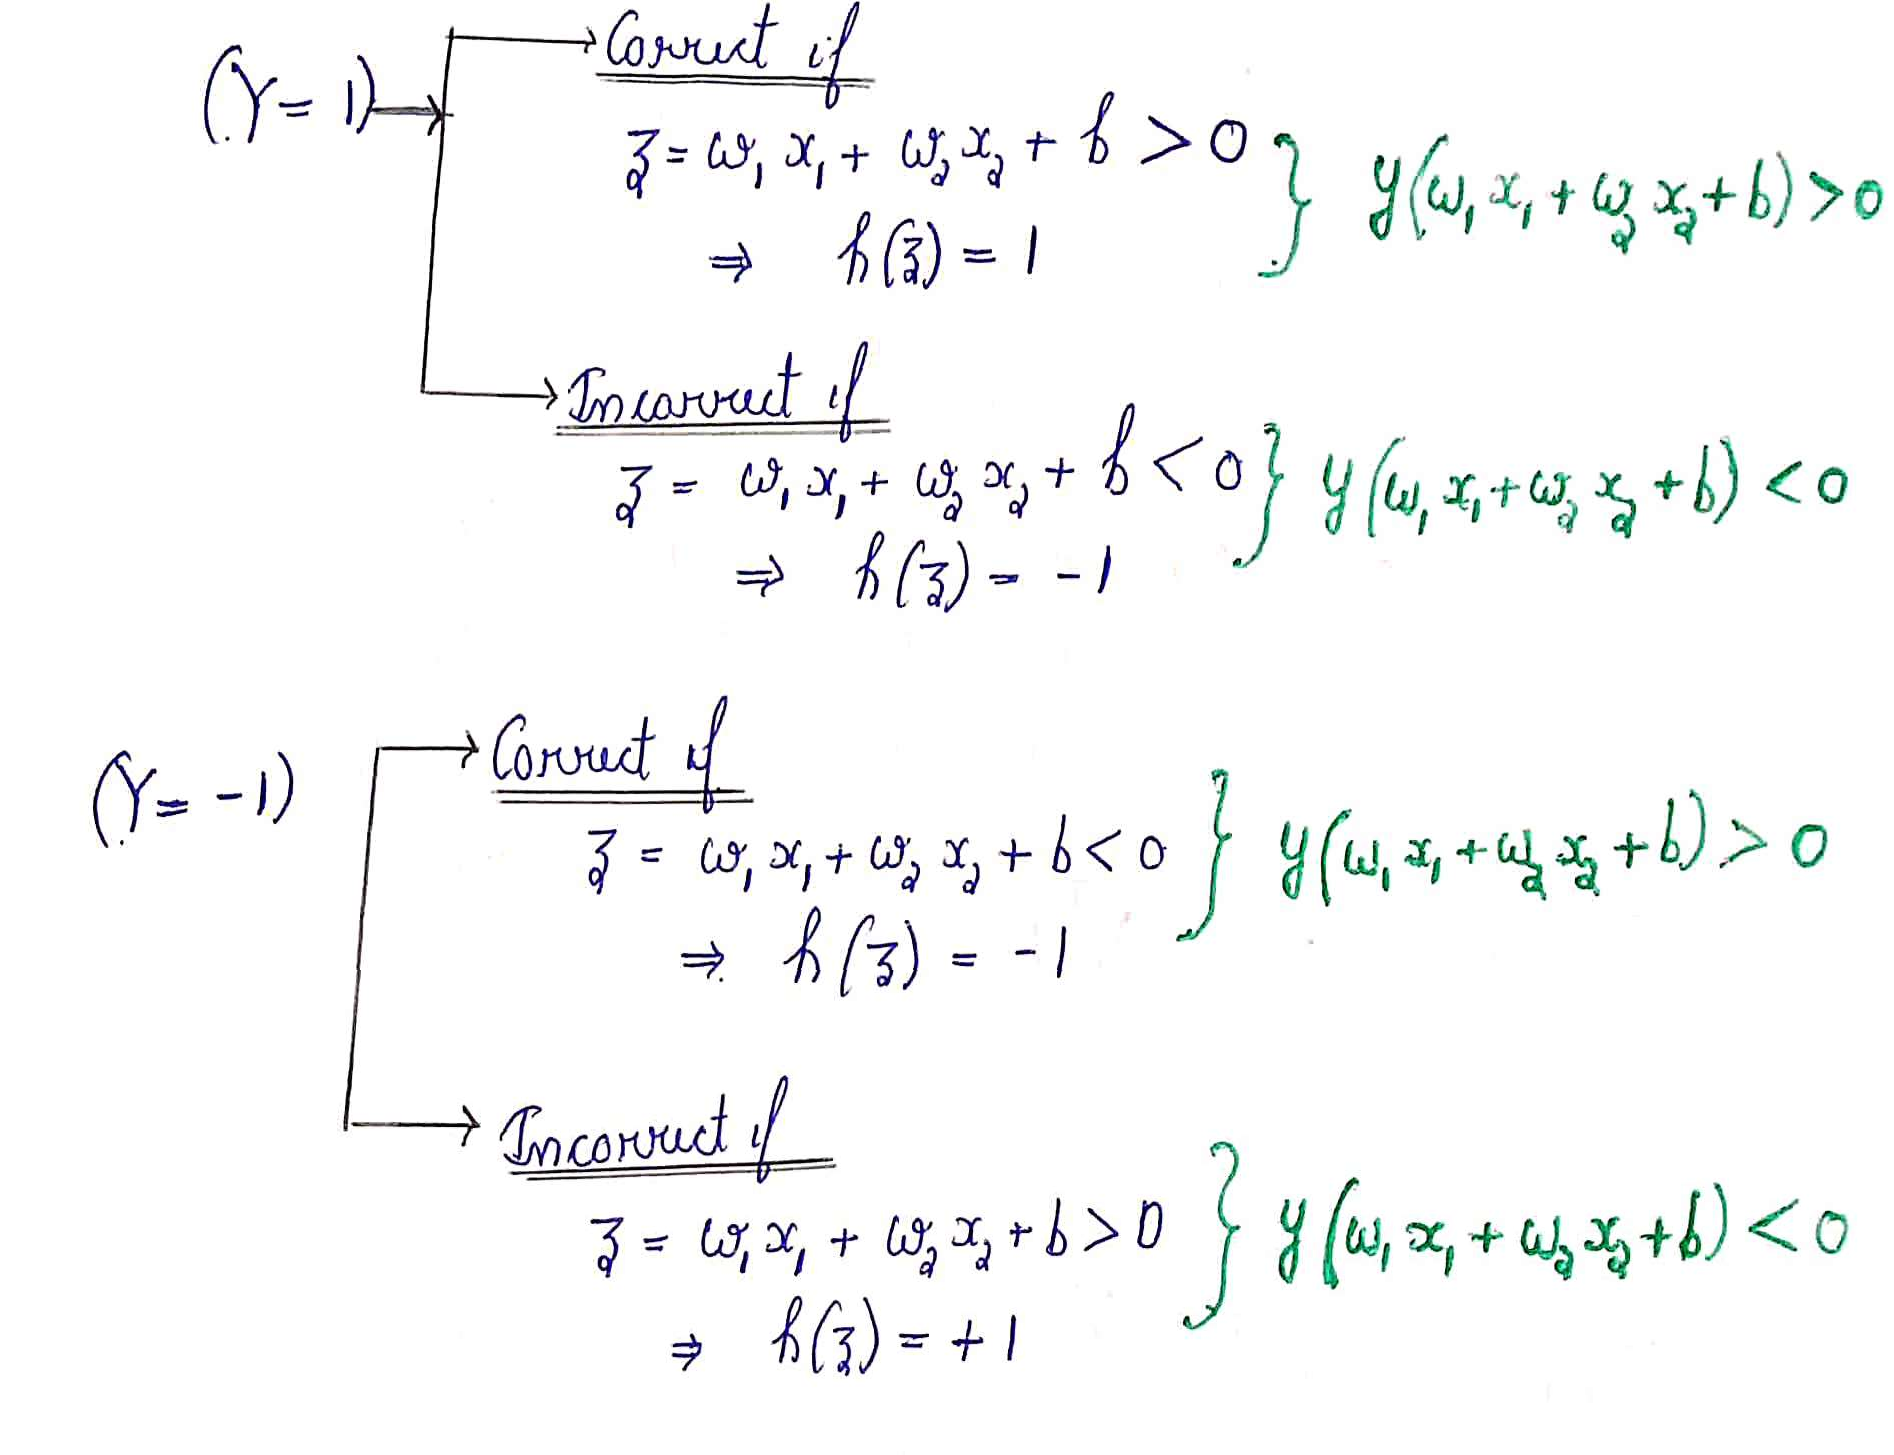 Correct if
(Y = 1)
z = w₁ x₁ + w₂ x₂ + b > 0 } y(w₁ x₁ + w₂ x₂ + b) > 0
⇒ h(z) = 1
Incorrect if
z = w₁ x₁ + w₂ x₂ + b < 0 } y(w₁ x₁ + w₂ x₂ + b) < 0
⇒ h(z) = -1
Correct if
(Y = -1)
z = w₁ x₁ + w₂ x₂ + b < 0 } y(w₁ x₁ + w₂ x₂ + b) > 0
⇒ h(z) = -1
Incorrect if
z = w₁ x₁ + w₂ x₂ + b > 0 } y(w₁ x₁ + w₂ x₂ + b) < 0
⇒ h(z) = +1